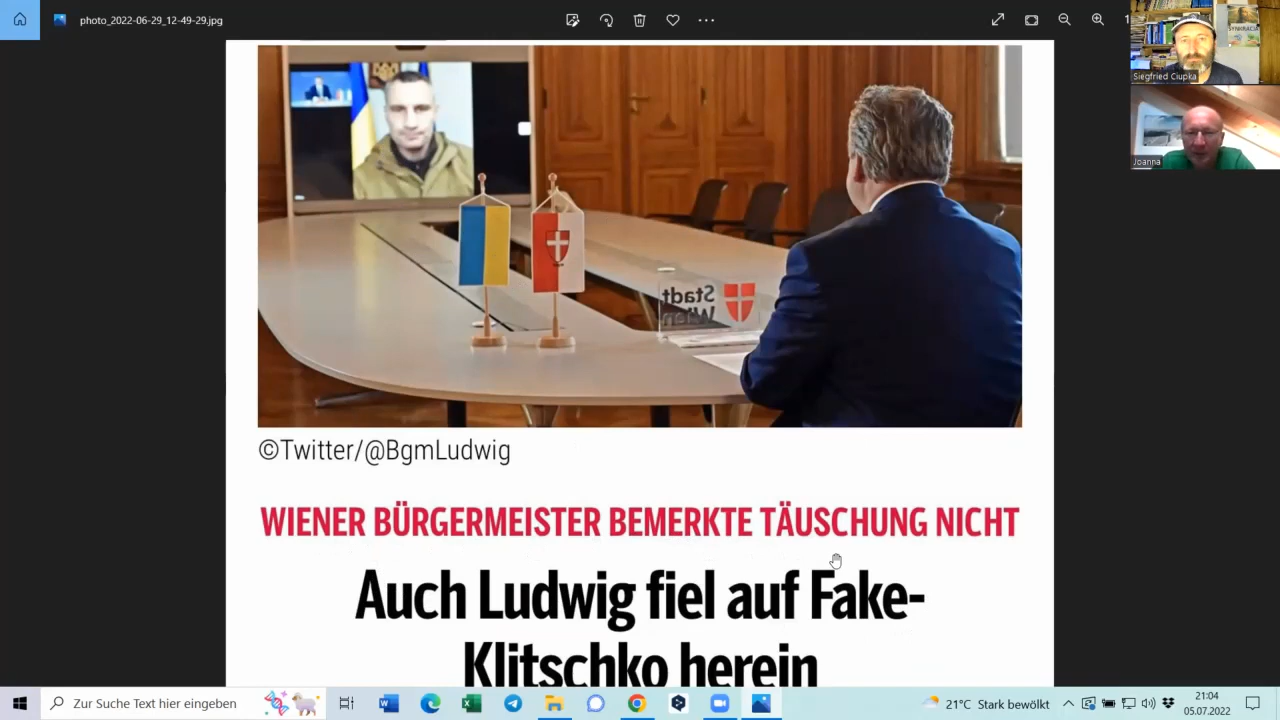 photo_2022-06-29_12-49-29.jpg
Siegfried Ciupka
Joanna
Stadt
Wien
©Twitter/@BgmLudwig
WIENER BÜRGERMEISTER BEMERKTE TÄUSCHUNG NICHT
Auch Ludwig fiel auf Fake-
Klitschko herein
Zur Suche Text hier eingeben
21°C Stark bewölkt
21:04
05.07.2022